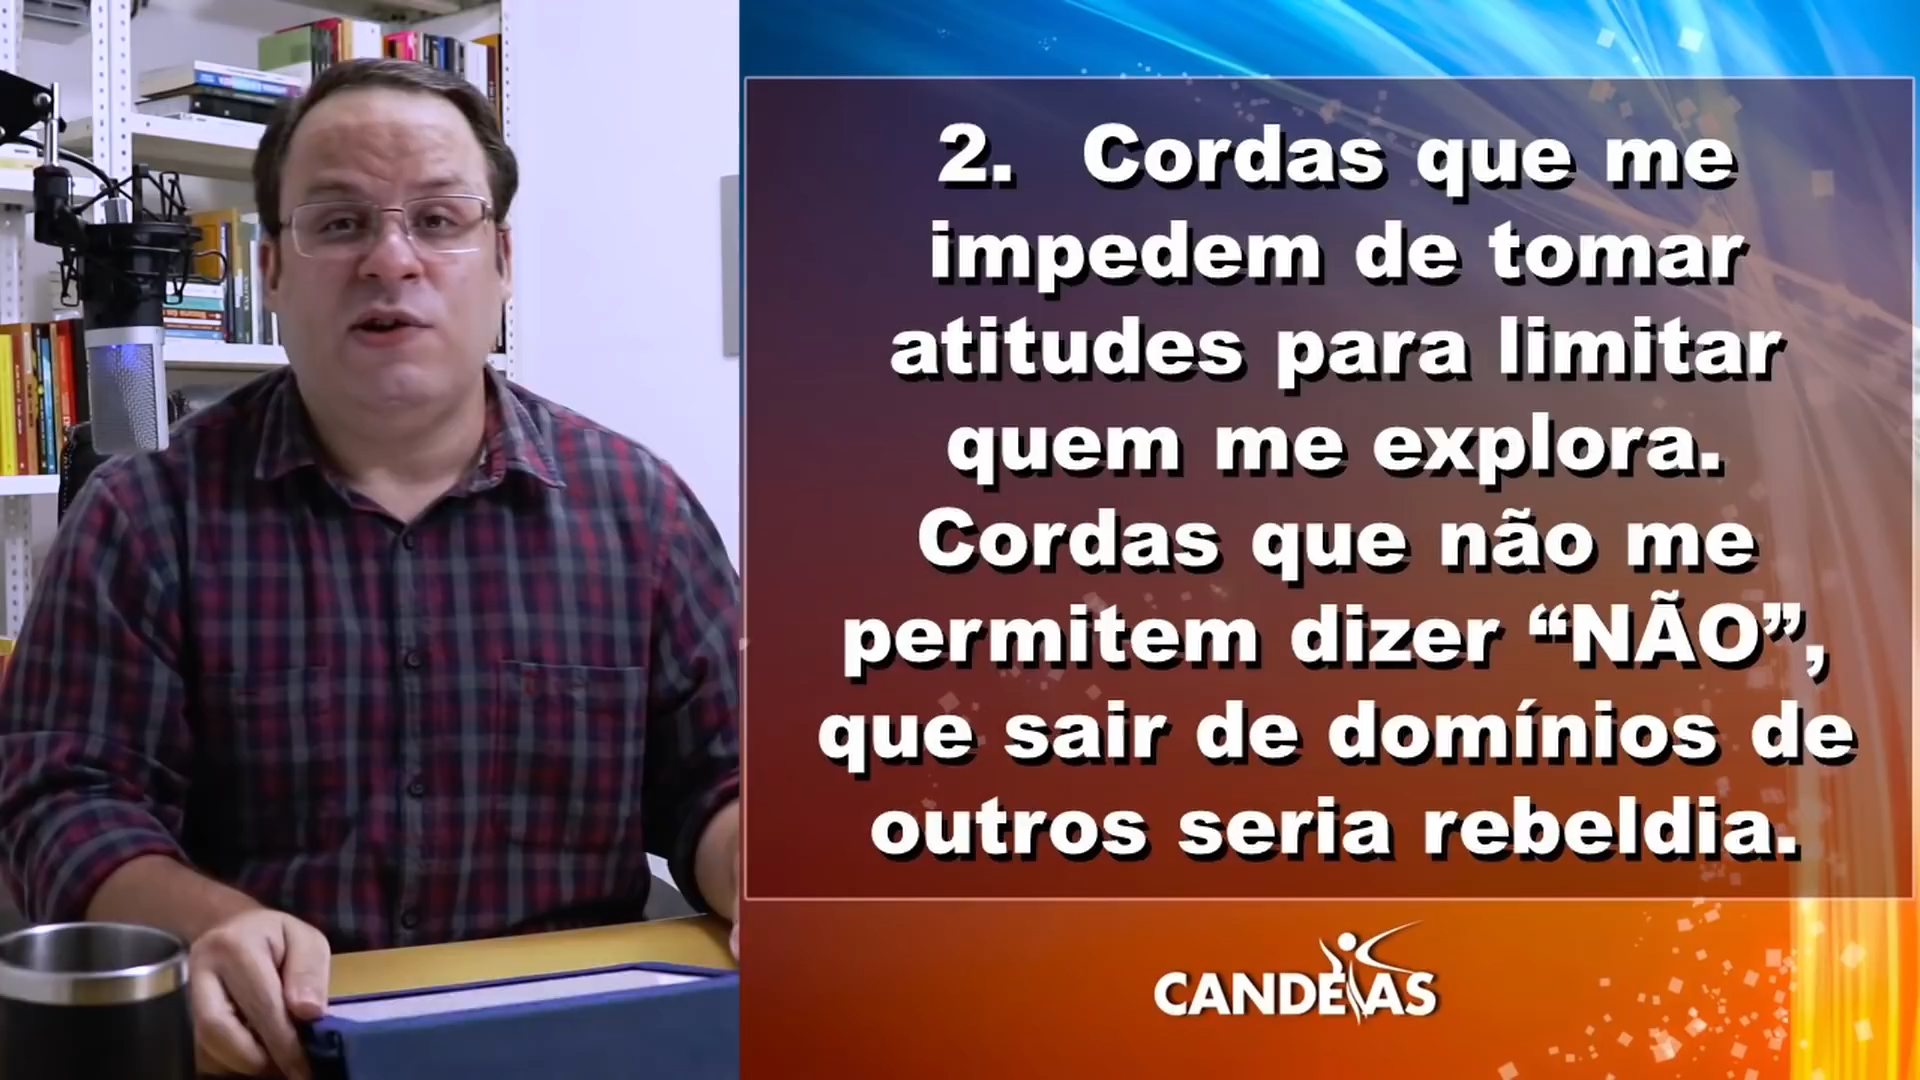 2. Cordas que me
impedem de tomar
atitudes para limitar
quem me explora.
Cordas que não me
permitem dizer “NÃO”,
que sair de domínios de
outros seria rebeldia.
CANDEIAS